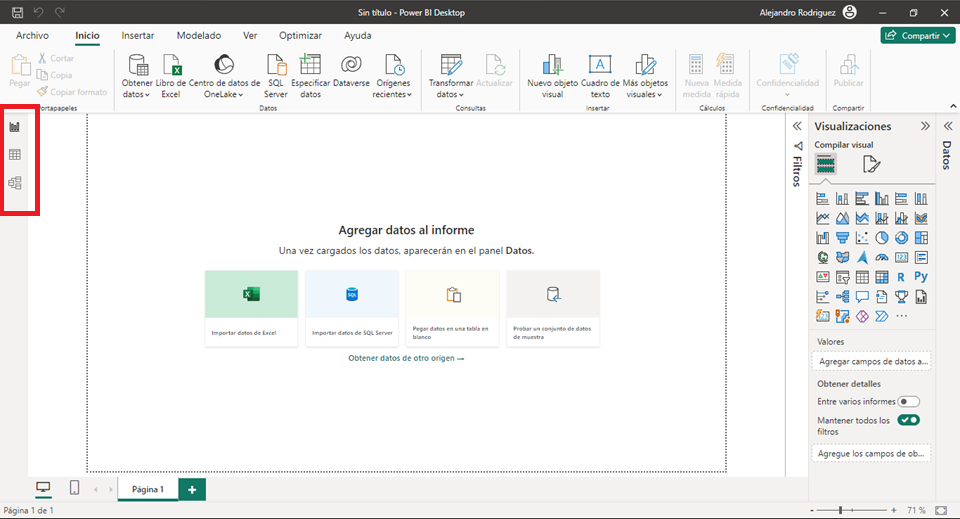 Sin título - Power BI Desktop
Alejandro Rodriguez
Archivo Inicio Insertar Modelado Ver Optimizar Ayuda
Compartir
Pegar
Cortar
Copia
Copiar formato
ortapapeles
Obtener datos
Libro de Excel
Centro de datos de OneLake
SQL Server
Especificar datos
Dataverse
Orígenes recientes
Datos
Transformar datos
Actualizar
Consultas
Nuevo objeto visual
Cuadro de texto
Más objetos visuales
Insertar
Nueva medida
Medida rápida
Cálculos
Confidencialidad
Confidencialidad
Publicar
Compartir
Agregar datos al informe
Una vez cargados los datos, aparecerán en el panel Datos.
SQL
Importar datos de Excel
Importar datos de SQL Server
Pegar datos en una tabla en
blanco
Probar un conjunto de datos
de muestra
Obtener datos de otro origen →
Filtros
Visualizaciones
Compilar visual
123
R
Py
...
Valores
Agregar campos de datos a...
Obtener detalles
Entre varios informes
Mantener todos los
filtros
Agregue los campos de ob...
Datos
Página 1
+
Página 1 de 1
- + 71 %